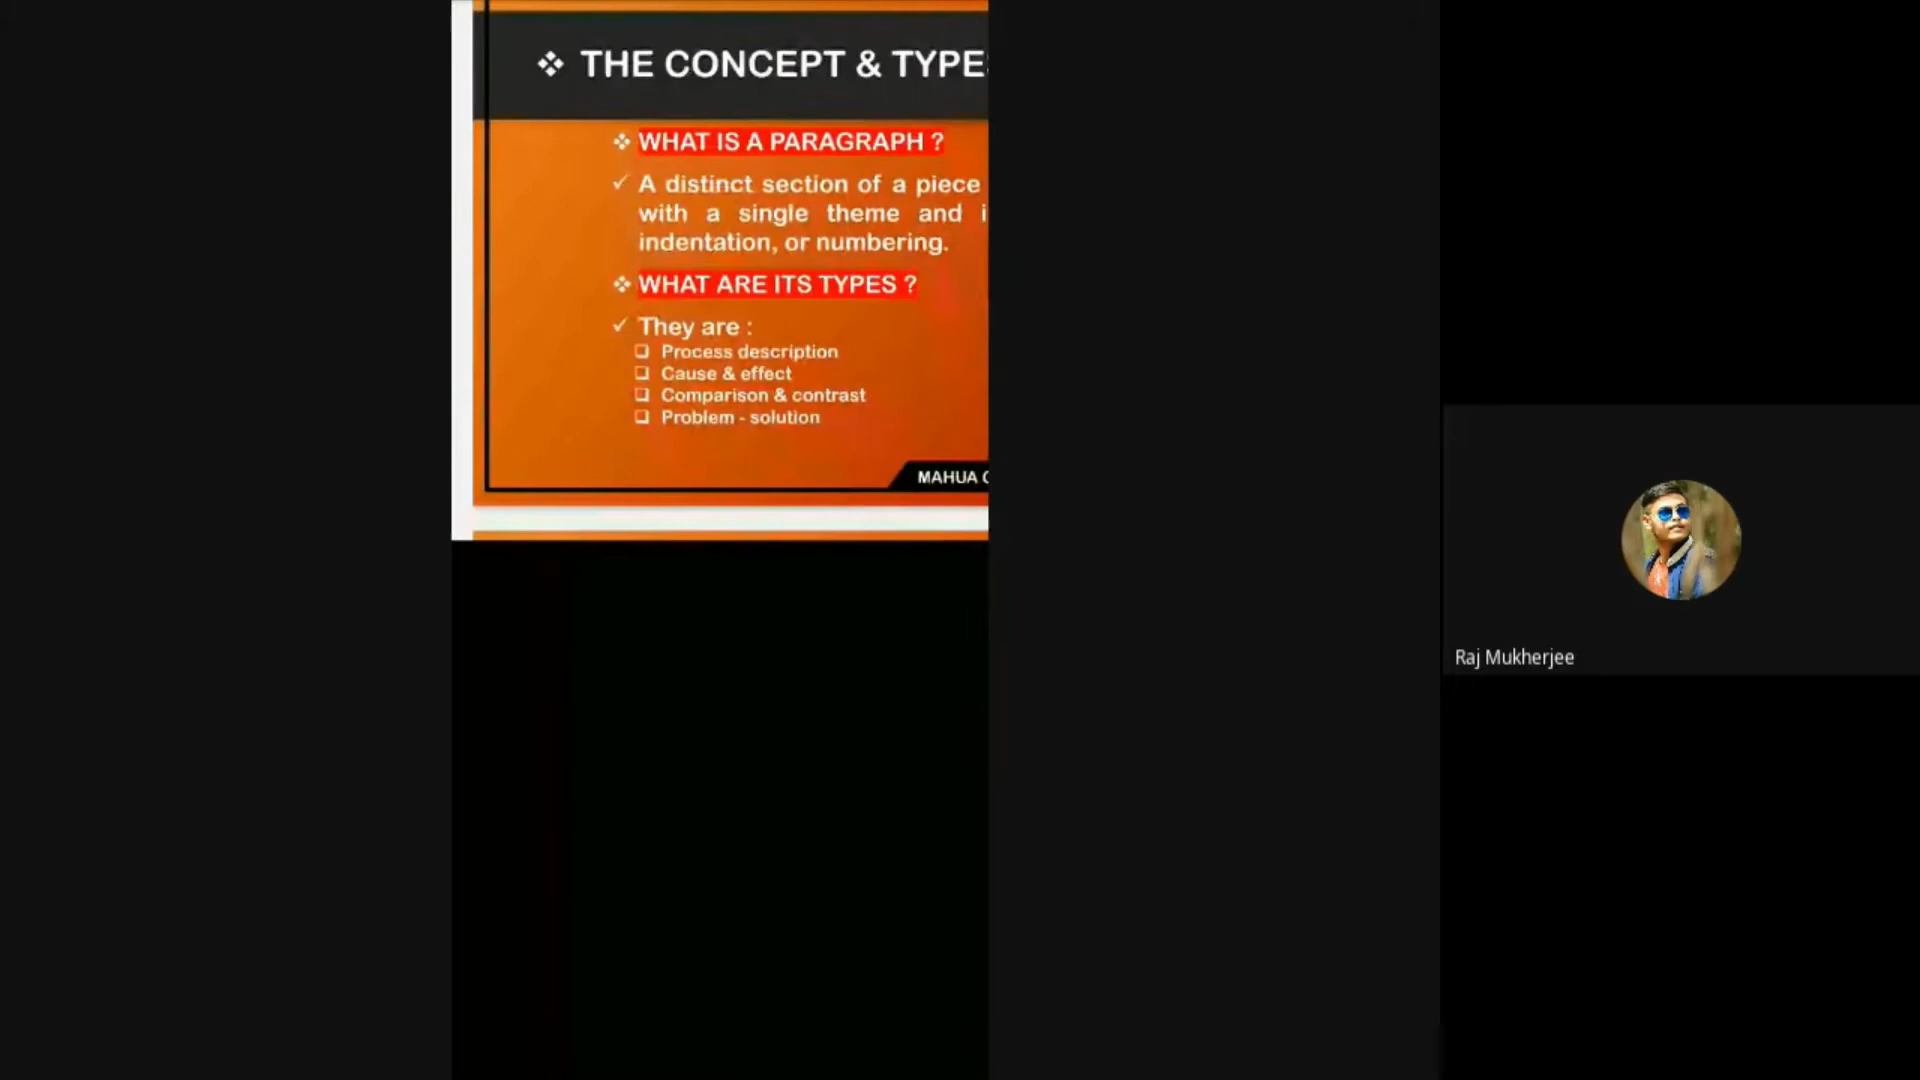 ❖ THE CONCEPT & TYPE
❖ WHAT IS A PARAGRAPH ?
✓ A distinct section of a piece
with a single theme and
indentation, or numbering.
❖ WHAT ARE ITS TYPES ?
✓ They are :
❑ Process description
❑ Cause & effect
❑ Comparison & contrast
❑ Problem - solution
MAHUA
Raj Mukherjee